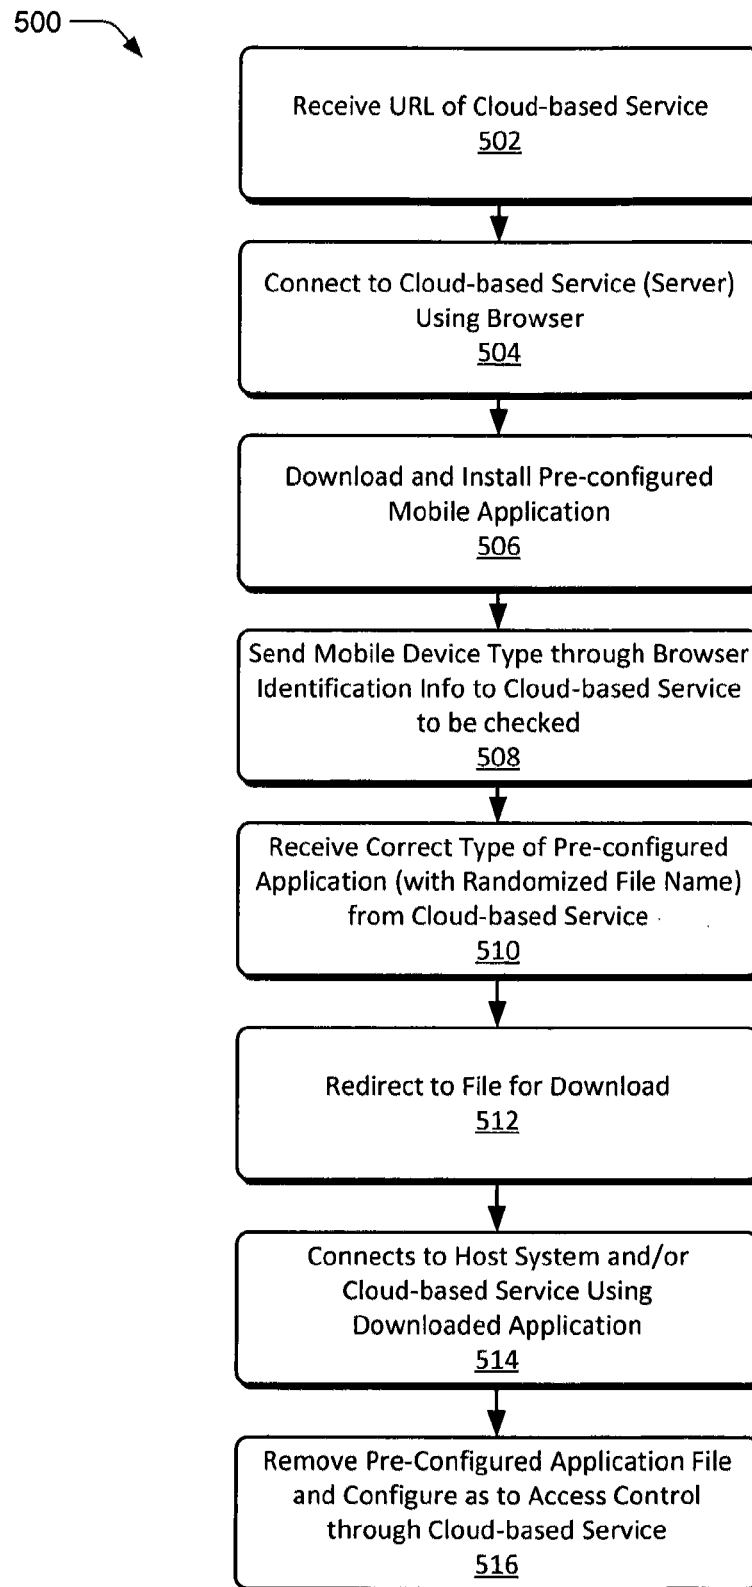 500
Receive URL of Cloud-based Service
502
Connect to Cloud-based Service (Server)
Using Browser
504
Download and Install Pre-configured
Mobile Application
506
Send Mobile Device Type through Browser
Identification Info to Cloud-based Service
to be checked
508
Receive Correct Type of Pre-configured
Application (with Randomized File Name)
from Cloud-based Service
510
Redirect to File for Download
512
Connects to Host System and/or
Cloud-based Service Using
Downloaded Application
514
Remove Pre-Configured Application File
and Configure as to Access Control
through Cloud-based Service
516